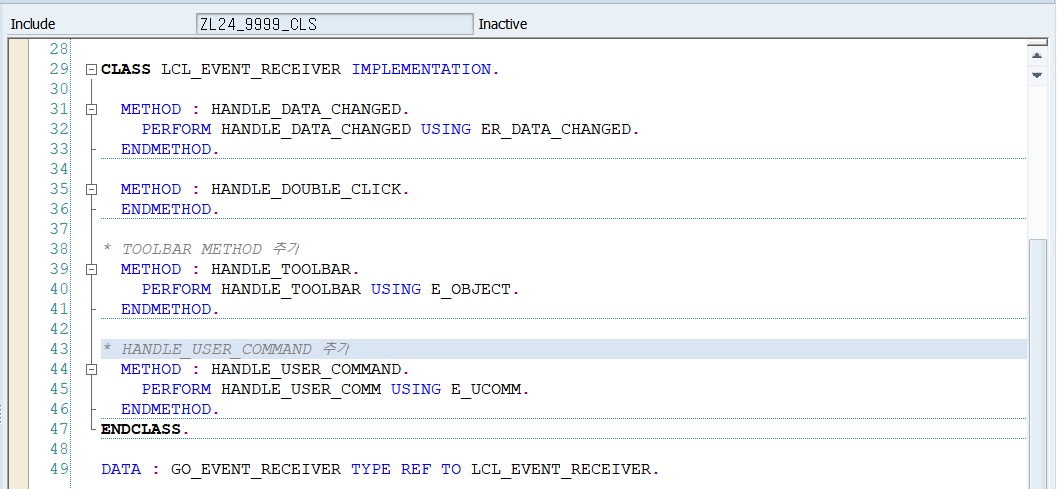 Include ZL24_9999_CLS Inactive
28
29 CLASS LCL_EVENT_RECEIVER IMPLEMENTATION.
30
31 METHOD : HANDLE_DATA_CHANGED.
32 PERFORM HANDLE_DATA_CHANGED USING ER_DATA_CHANGED.
33 ENDMETHOD.
34
35 METHOD : HANDLE_DOUBLE_CLICK.
36 ENDMETHOD.
37
38 * TOOLBAR METHOD 추가
39 METHOD : HANDLE_TOOLBAR.
40 PERFORM HANDLE_TOOLBAR USING E_OBJECT.
41 ENDMETHOD.
42
43 * HANDLE_USER_COMMAND 추가
44 METHOD : HANDLE_USER_COMMAND.
45 PERFORM HANDLE_USER_COMM USING E_UCOMM.
46 ENDMETHOD.
47 ENDCLASS.
48
49 DATA : GO_EVENT_RECEIVER TYPE REF TO LCL_EVENT_RECEIVER.